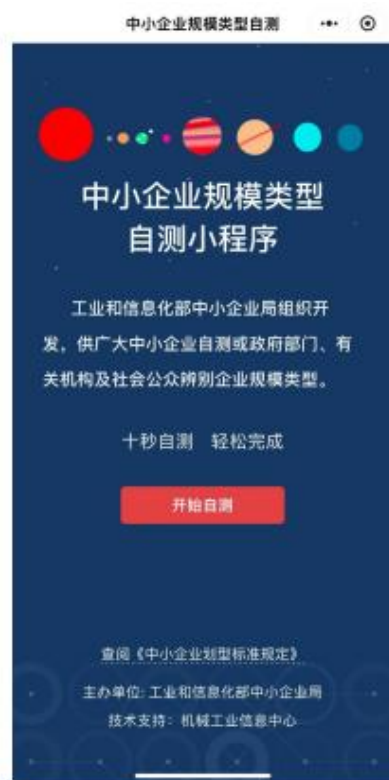 中小企业规模类型自测
中小企业规模类型
自测小程序
工业和信息化部中小企业局组织开
发，供广大中小企业自测或政府部门、有
关机构及社会公众辨别企业规模类型。
十秒自测 轻松完成
开始自测
查阅《中小企业划型标准规定》
主办单位: 工业和信息化部中小企业局
技术支持：机械工业信息中心